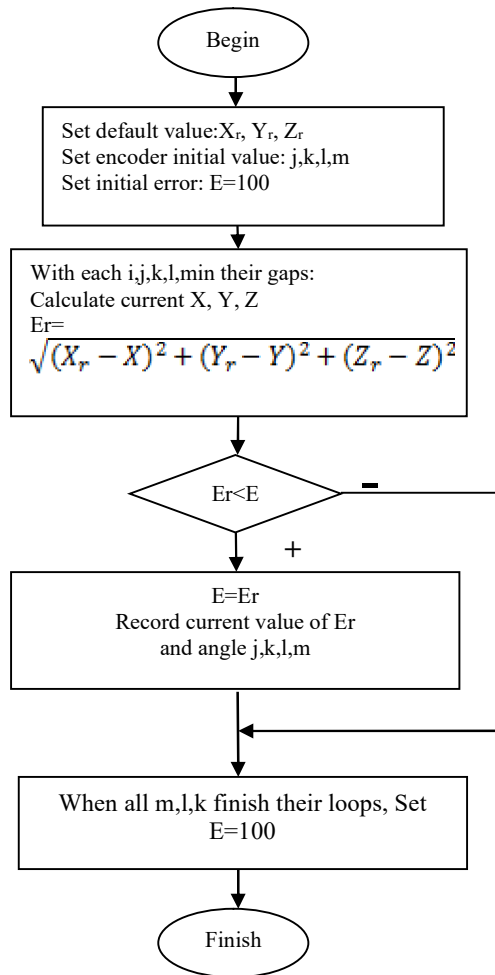 Begin
Set default value:Xᵣ, Yᵣ, Zᵣ
Set encoder initial value: j,k,l,m
Set initial error: E=100
With each i,j,k,l,min their gaps:
Calculate current X, Y, Z
Er=
√(Xᵣ − X)² + (Yᵣ − Y)² + (Zᵣ − Z)²
Er<E
−
+
E=Er
Record current value of Er
and angle j,k,l,m
When all m,l,k finish their loops, Set
E=100
Finish